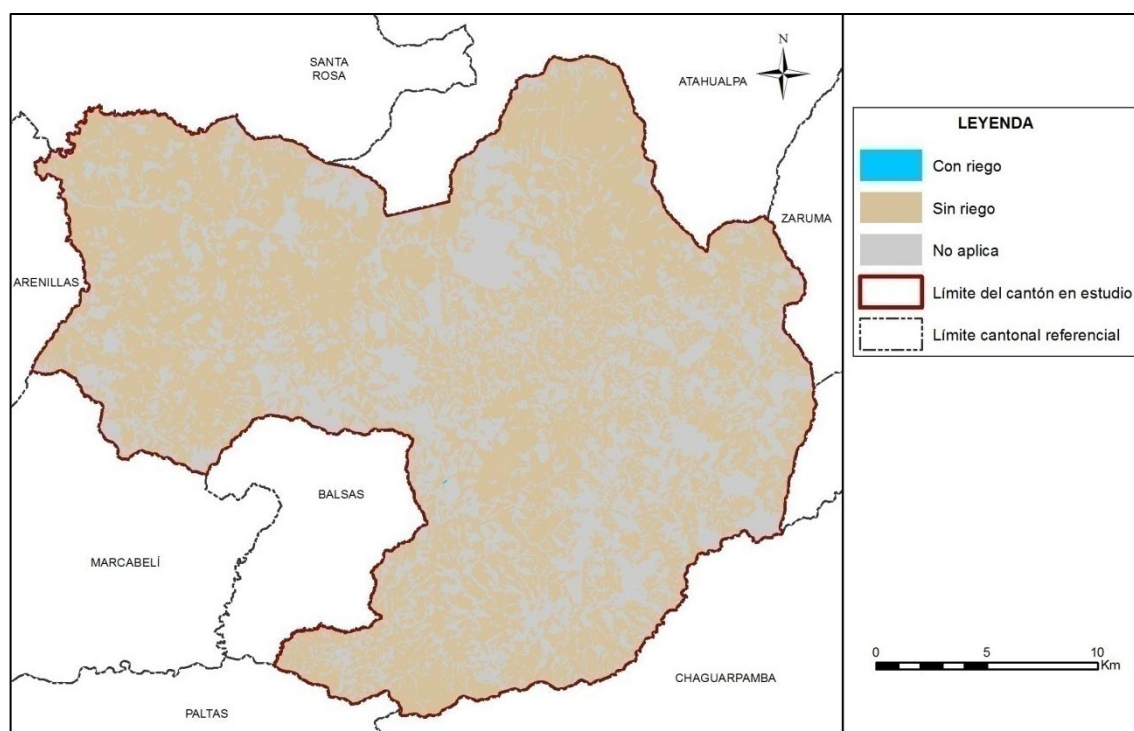 SANTA
ROSA
N
ATAHUALPA
ZARUMA
ARENILLAS
BALSAS
MARCABELÍ
CHAGUARPAMBA
PALTAS
LEYENDA
Con riego
Sin riego
No aplica
Límite del cantón en estudio
Límite cantonal referencial
0 5 10
Km